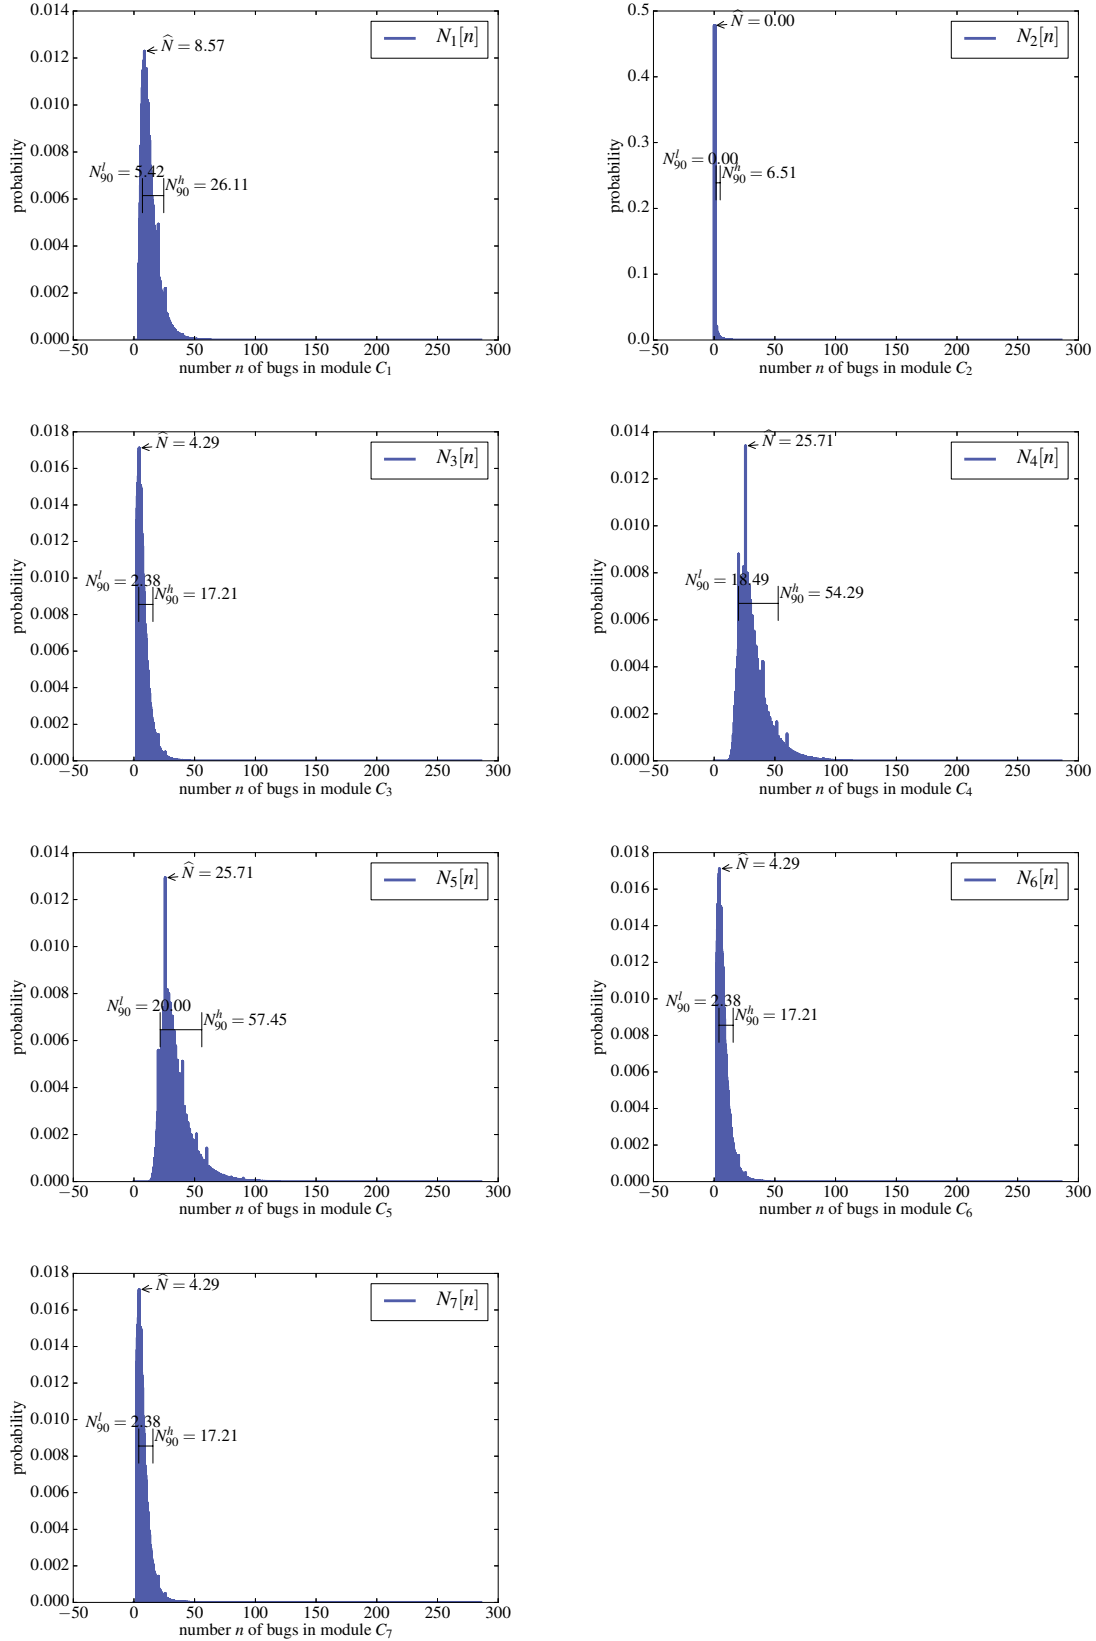 0.014
0.012
0.010
0.008
0.006
0.004
0.002
0.000
probability
N̂ = 8.57
N₁[n]
N^l_90 = 5.42
N^h_90 = 26.11
−50 0 50 100 150 200 250 300
number n of bugs in module C₁
0.5
0.4
0.3
0.2
0.1
0.0
probability
N̂ = 0.00
N₂[n]
N^l_90 = 0.00
N^h_90 = 6.51
−50 0 50 100 150 200 250 300
number n of bugs in module C₂
0.018
0.016
0.014
0.012
0.010
0.008
0.006
0.004
0.002
0.000
probability
N̂ = 4.29
N₃[n]
N^l_90 = 2.38
N^h_90 = 17.21
−50 0 50 100 150 200 250 300
number n of bugs in module C₃
0.014
0.012
0.010
0.008
0.006
0.004
0.002
0.000
probability
N̂ = 25.71
N₄[n]
N^l_90 = 18.49
N^h_90 = 54.29
−50 0 50 100 150 200 250 300
number n of bugs in module C₄
0.014
0.012
0.010
0.008
0.006
0.004
0.002
0.000
probability
N̂ = 25.71
N₅[n]
N^l_90 = 20.00
N^h_90 = 57.45
−50 0 50 100 150 200 250 300
number n of bugs in module C₅
0.018
0.016
0.014
0.012
0.010
0.008
0.006
0.004
0.002
0.000
probability
N̂ = 4.29
N₆[n]
N^l_90 = 2.38
N^h_90 = 17.21
−50 0 50 100 150 200 250 300
number n of bugs in module C₆
0.018
0.016
0.014
0.012
0.010
0.008
0.006
0.004
0.002
0.000
probability
N̂ = 4.29
N₇[n]
N^l_90 = 2.38
N^h_90 = 17.21
−50 0 50 100 150 200 250 300
number n of bugs in module C₇